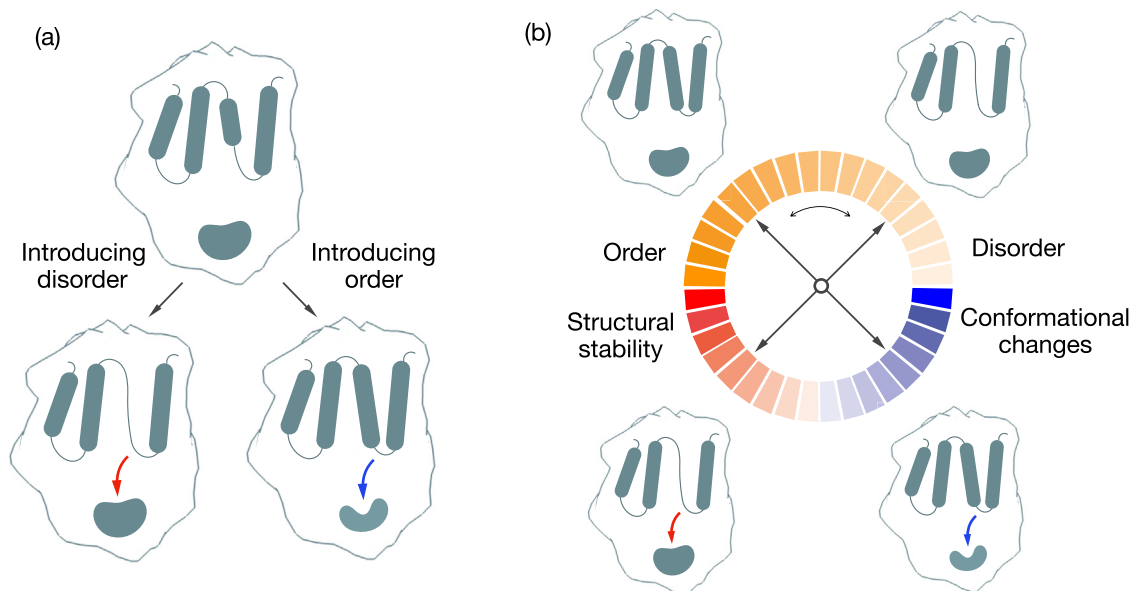 (a)
Introducing
disorder
Introducing
order
(b)
Order
Disorder
Structural
stability
Conformational
changes